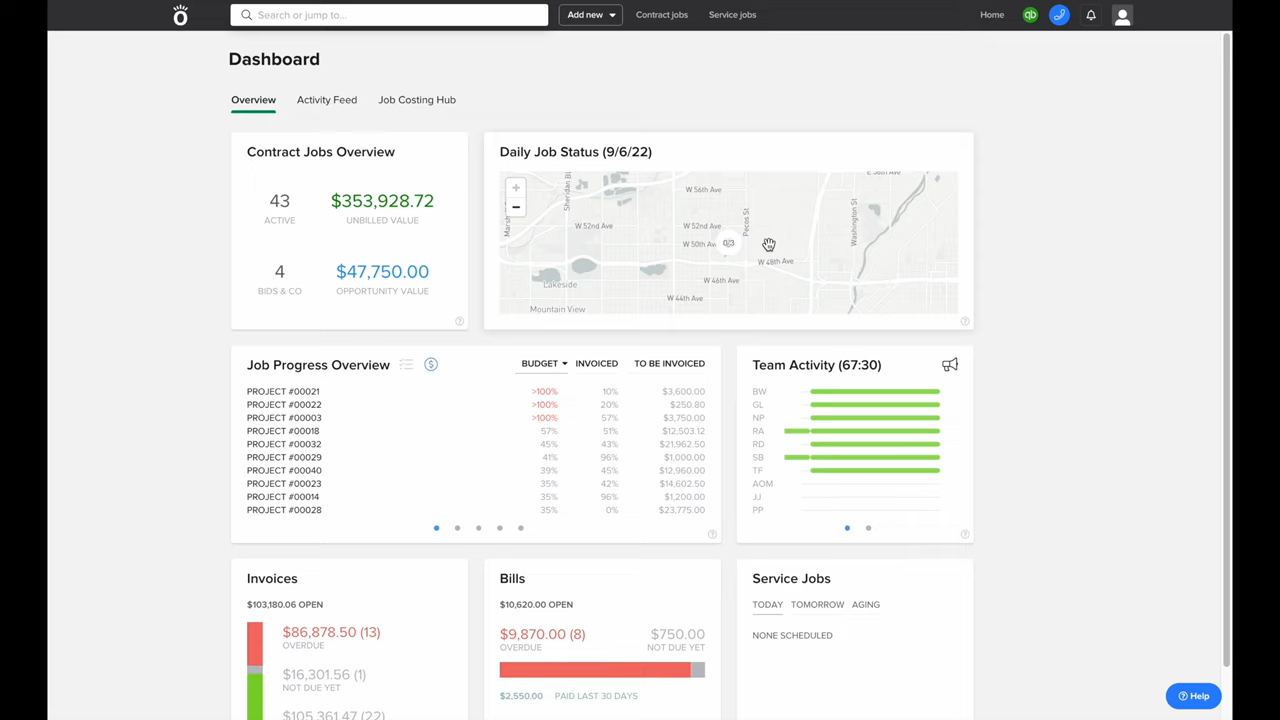 Search or jump to...
Add new
Contract jobs
Service jobs
Home
qb
Dashboard
Overview
Activity Feed
Job Costing Hub
Contract Jobs Overview
43
$353,928.72
ACTIVE
UNBILLED VALUE
4
$47,750.00
BIDS & CO
OPPORTUNITY VALUE
Daily Job Status (9/6/22)
W 56th Ave
W 52nd Ave
W 52nd Ave
W 50th Av
0/3
W 48th Ave
W 46th Ave
W 44th Ave
Lakeside
Mountain View
Sheridan Bl
Pecos St
Washington St
Job Progress Overview
BUDGET INVOICED TO BE INVOICED
PROJECT #00021 >100% 10% $3,600.00
PROJECT #00022 >100% 20% $250.80
PROJECT #00003 >100% 57% $3,750.00
PROJECT #00018 57% 51% $12,503.12
PROJECT #00032 45% 43% $21,962.50
PROJECT #00029 41% 96% $1,000.00
PROJECT #00040 39% 45% $12,960.00
PROJECT #00023 35% 42% $14,602.50
PROJECT #00014 35% 96% $1,200.00
PROJECT #00028 35% 0% $23,775.00
Team Activity (67:30)
BW
GL
NP
RA
RD
SB
TF
AOM
JJ
PP
Invoices
$103,180.06 OPEN
$86,878.50 (13)
OVERDUE
$16,301.56 (1)
NOT DUE YET
$105,361.47 (22)
Bills
$10,620.00 OPEN
$9,870.00 (8) $750.00
OVERDUE NOT DUE YET
$2,550.00 PAID LAST 30 DAYS
Service Jobs
TODAY TOMORROW AGING
NONE SCHEDULED
Help